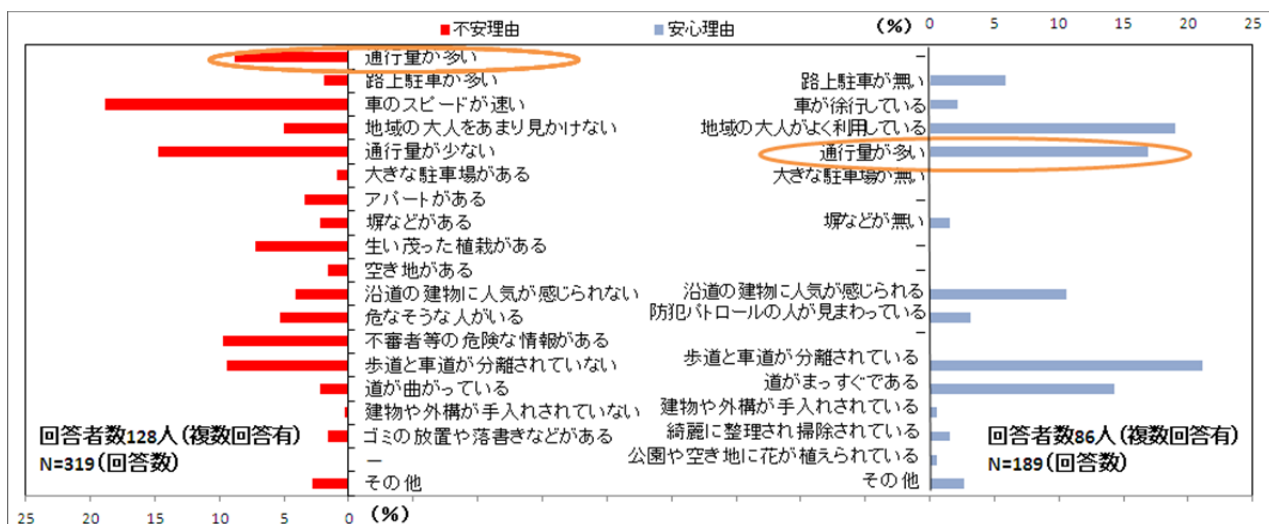 不安理由
安心理由
(%)
0 5 10 15 20 25
通行量が多い
路上駐車が多い
車のスピードが速い
地域の大人をあまり見かけない
通行量が少ない
大きな駐車場がある
アパートがある
塀などがある
生い茂った植栽がある
空き地がある
沿道の建物に人気が感じられない
危なそうな人がいる
不審者等の危険な情報がある
歩道と車道が分離されていない
道が曲がっている
建物や外構が手入れされていない
ゴミの放置や落書きなどがある
－
その他
回答者数128人(複数回答有)
N=319(回答数)
25 20 15 10 5 0 (%)
－
路上駐車が無い
車が徐行している
地域の大人がよく利用している
通行量が多い
大きな駐車場が無い
－
塀などが無い
－
－
沿道の建物に人気が感じられる
防犯パトロールの人が見まわっている
－
歩道と車道が分離されている
道がまっすぐである
建物や外構が手入れされている
綺麗に整理され掃除されている
公園や空き地に花が植えられている
その他
回答者数86人(複数回答有)
N=189(回答数)